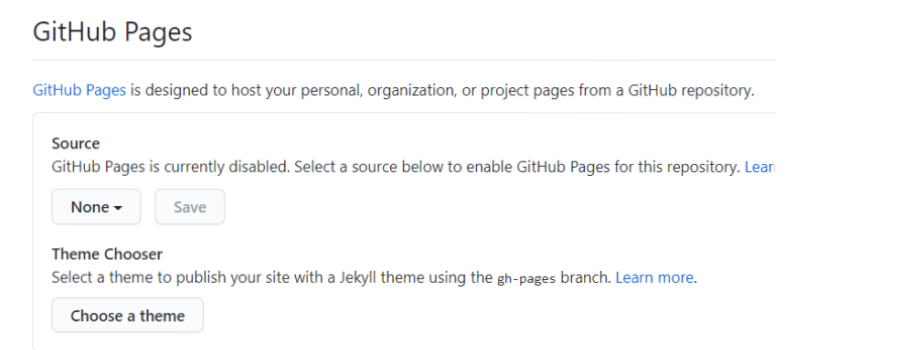 GitHub Pages
GitHub Pages is designed to host your personal, organization, or project pages from a GitHub repository.
Source
GitHub Pages is currently disabled. Select a source below to enable GitHub Pages for this repository. Lear
None Save
Theme Chooser
Select a theme to publish your site with a Jekyll theme using the gh-pages branch. Learn more.
Choose a theme